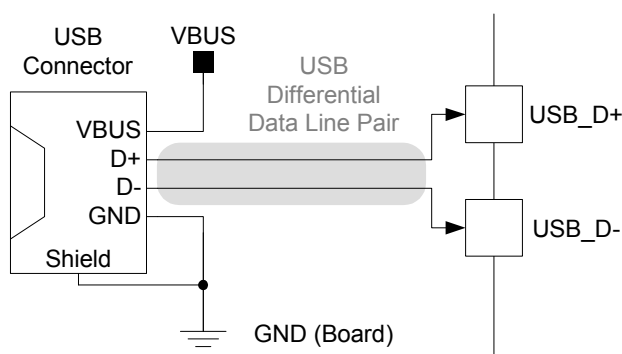 USB
Connector
VBUS
USB
Differential
Data Line Pair
VBUS
D+
D-
GND
Shield
USB_D+
USB_D-
GND (Board)